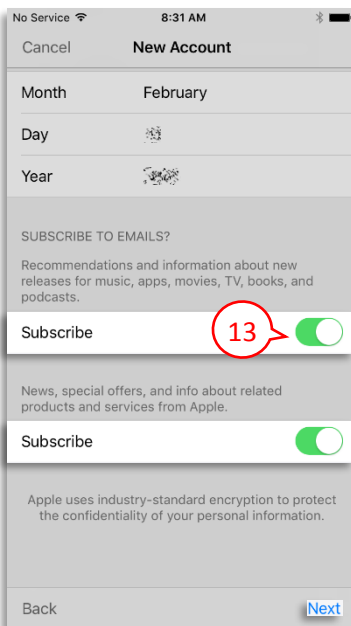 No Service 8:31 AM
Cancel New Account
Month February
Day
Year
SUBSCRIBE TO EMAILS?
Recommendations and information about new
releases for music, apps, movies, TV, books, and
podcasts.
Subscribe 13
News, special offers, and info about related
products and services from Apple.
Subscribe
Apple uses industry-standard encryption to protect
the confidentiality of your personal information.
Back Next